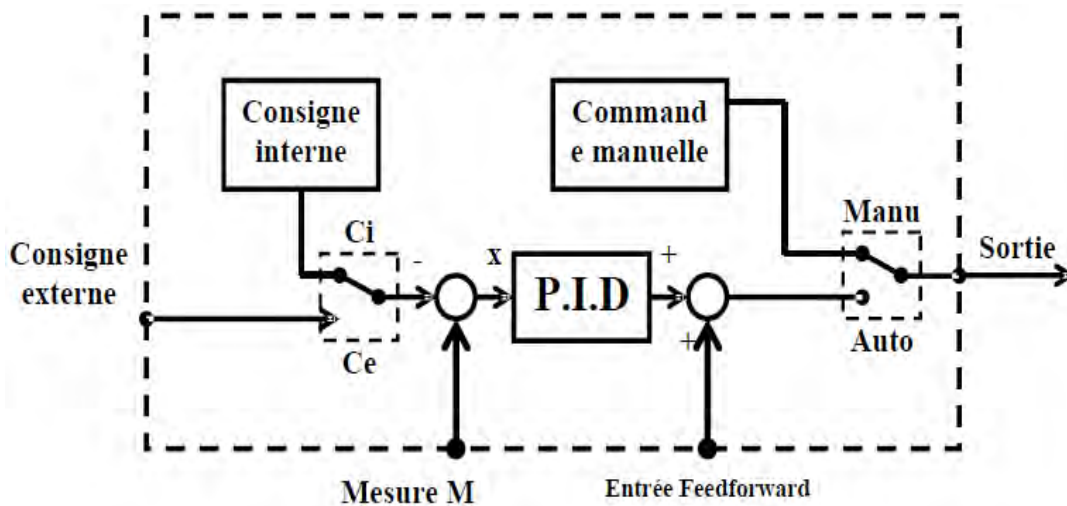 Consigne
interne
Command
e manuelle
Manu
Sortie
Consigne
externe
Ci
-
x
P.I.D
+
+
Ce
Auto
Mesure M
Entrée Feedforward